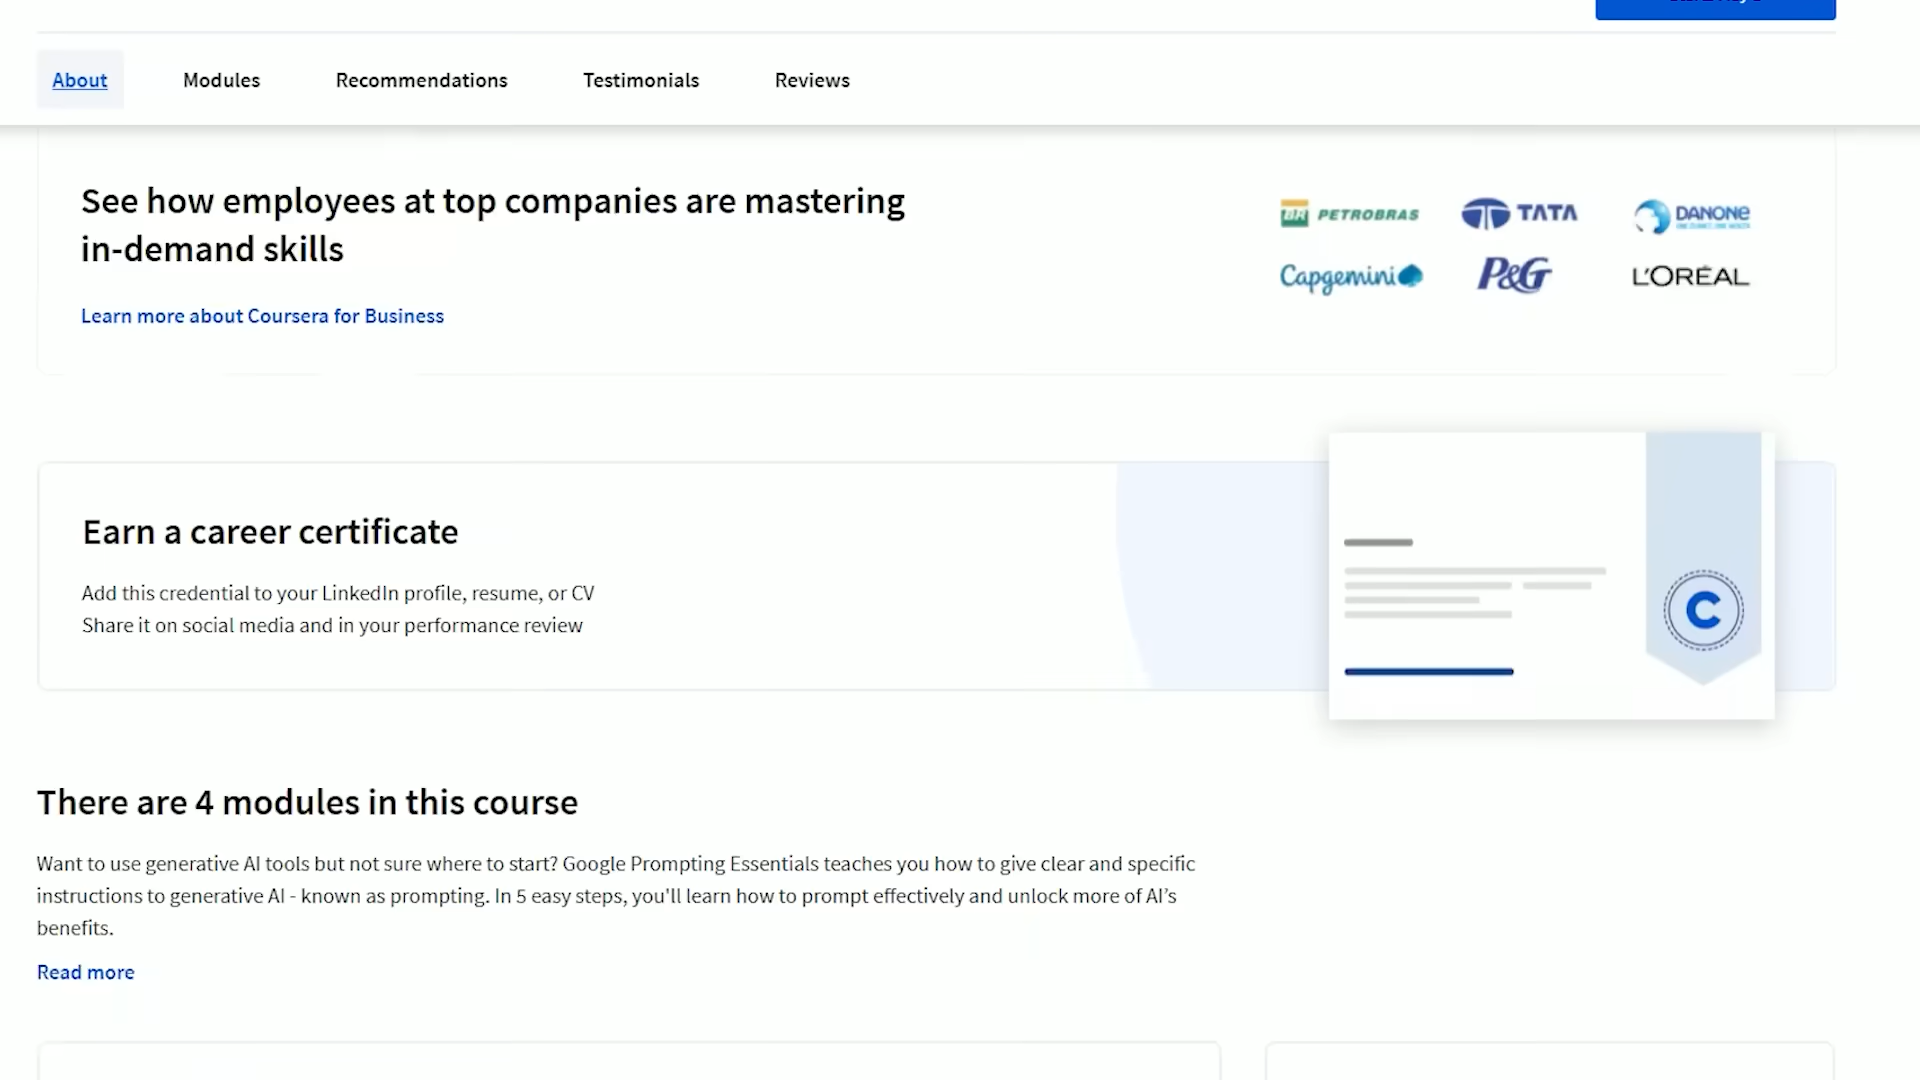 About
Modules
Recommendations
Testimonials
Reviews
See how employees at top companies are mastering
in-demand skills
Learn more about Coursera for Business
BR PETROBRAS
TATA
DANONE
Capgemini
P&G
L'ORÉAL
Earn a career certificate
Add this credential to your LinkedIn profile, resume, or CV
Share it on social media and in your performance review
C
There are 4 modules in this course
Want to use generative AI tools but not sure where to start? Google Prompting Essentials teaches you how to give clear and specific
instructions to generative AI - known as prompting. In 5 easy steps, you'll learn how to prompt effectively and unlock more of AI’s
benefits.
Read more